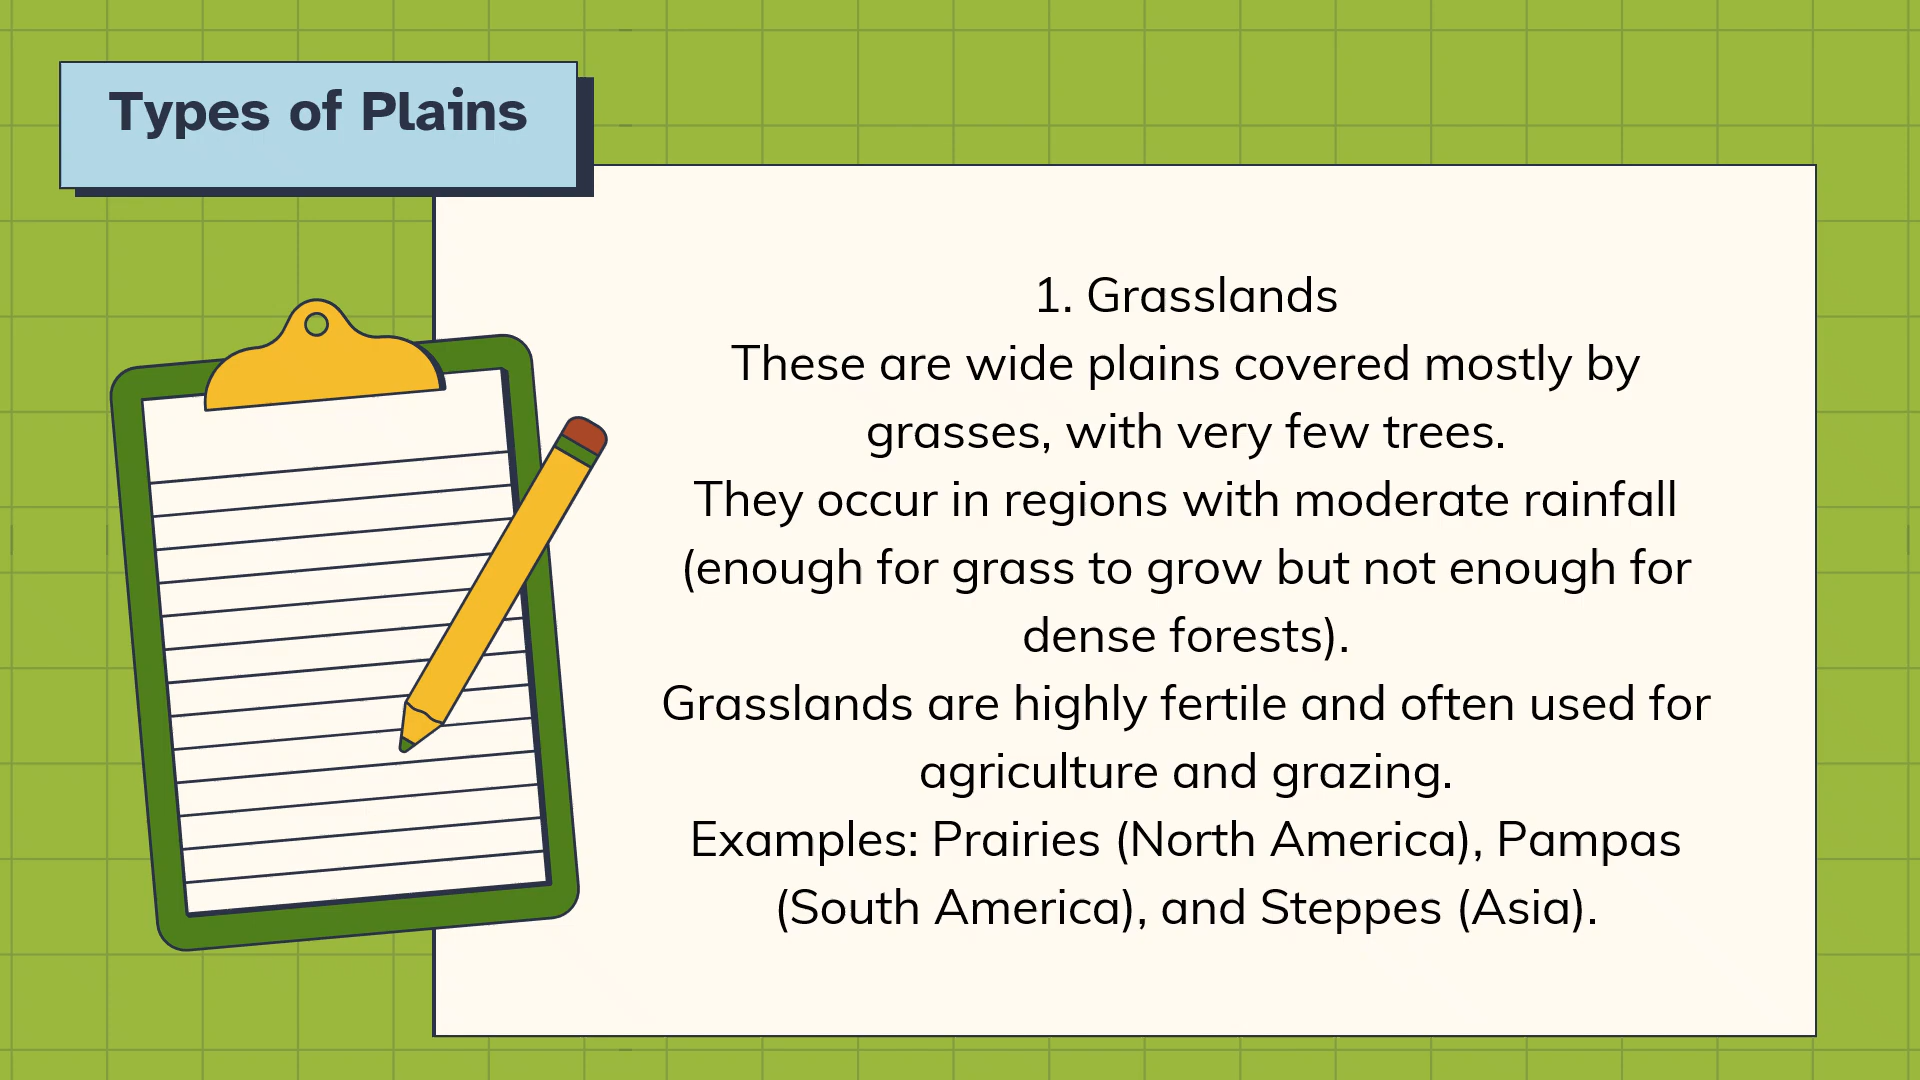 Types of Plains
1. Grasslands
These are wide plains covered mostly by
grasses, with very few trees.
They occur in regions with moderate rainfall
(enough for grass to grow but not enough for
dense forests).
Grasslands are highly fertile and often used for
agriculture and grazing.
Examples: Prairies (North America), Pampas
(South America), and Steppes (Asia).